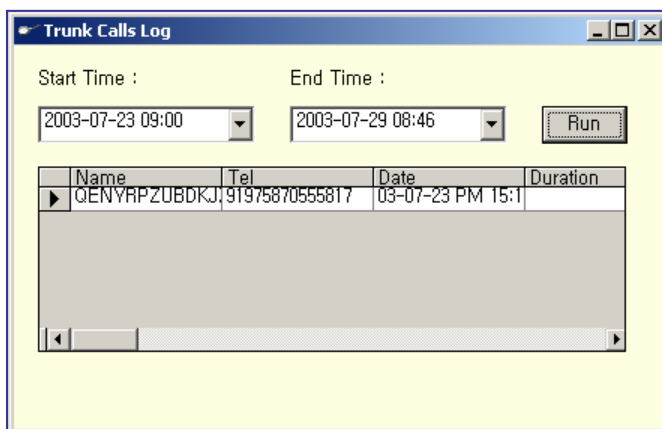 Trunk Calls Log
Start Time : End Time :
2003-07-23 09:00 2003-07-29 08:46 Run
Name Tel Date Duration
QENYRPZUBDKJ. 91975870555817 03-07-23 PM 15:1